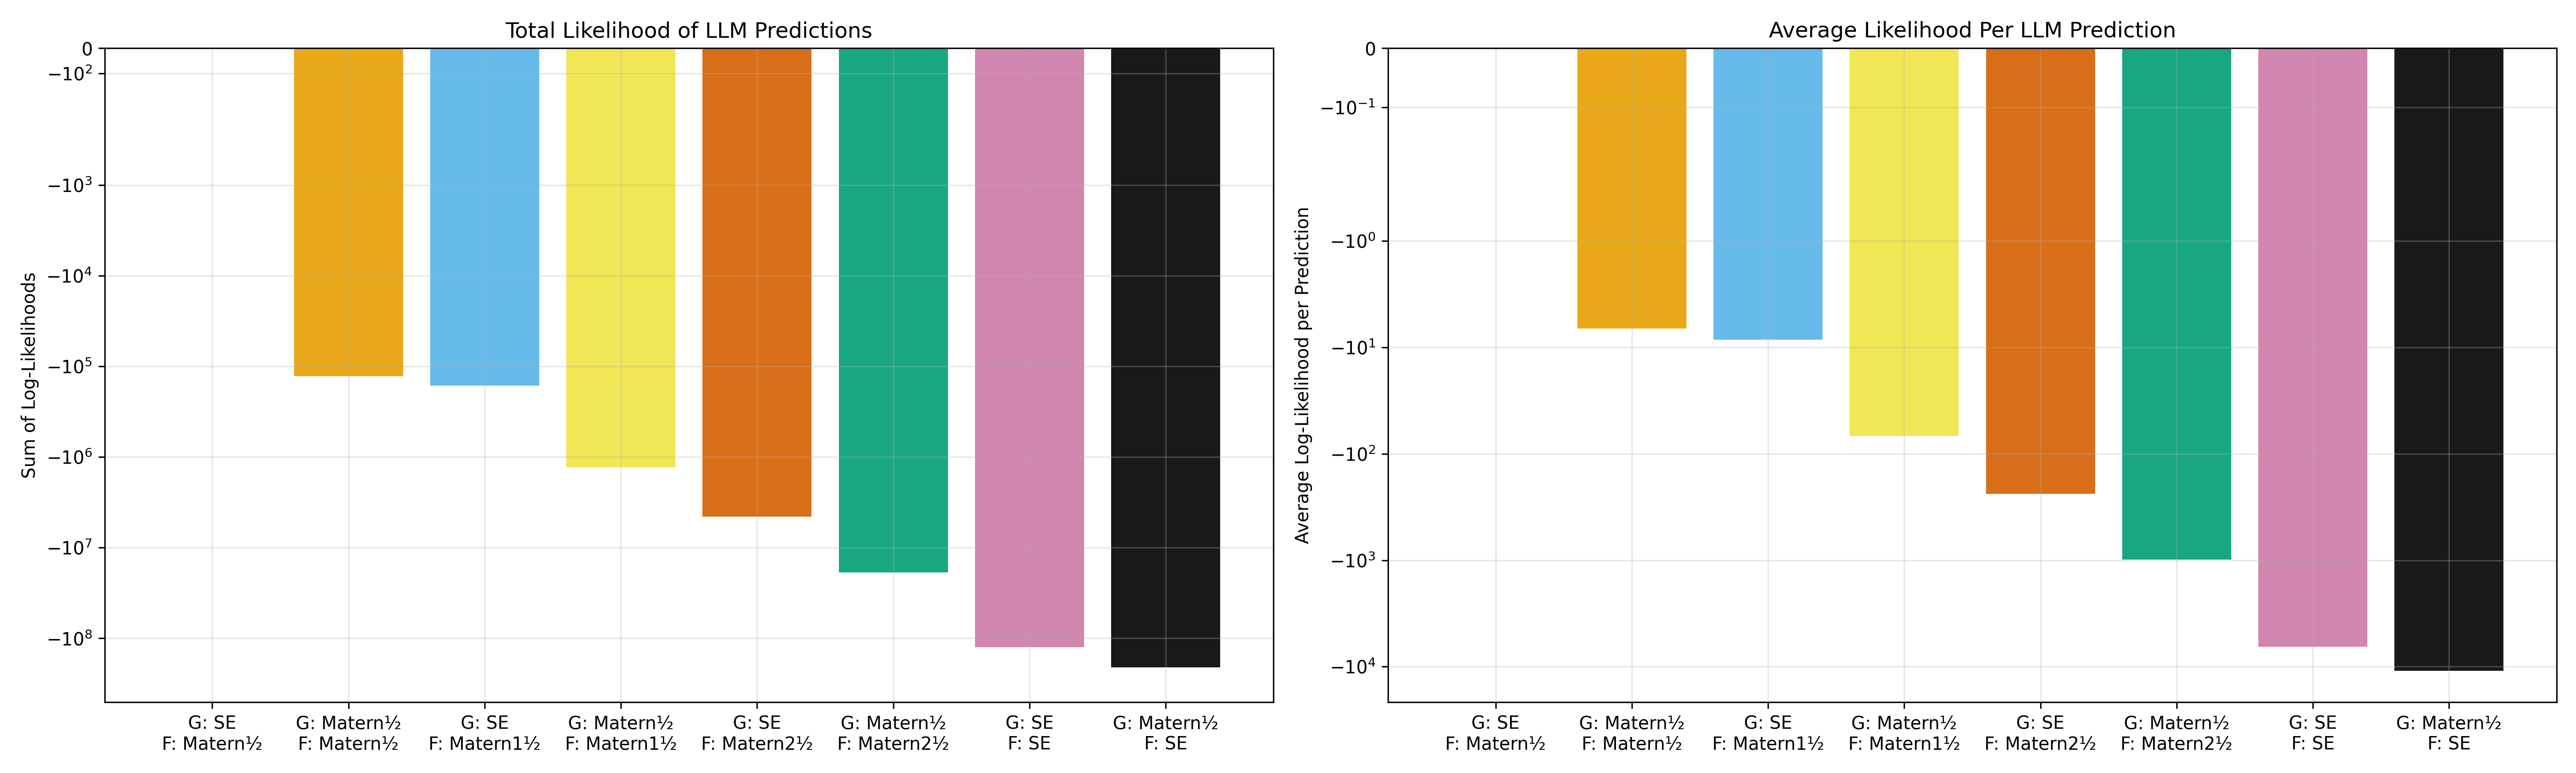 Total Likelihood of LLM Predictions
Sum of Log-Likelihoods
0
−10²
−10³
−10⁴
−10⁵
−10⁶
−10⁷
−10⁸
G: SE
F: Matern½
G: Matern½
F: Matern½
G: SE
F: Matern1½
G: Matern½
F: Matern1½
G: SE
F: Matern2½
G: Matern½
F: Matern2½
G: SE
F: SE
G: Matern½
F: SE
Average Likelihood Per LLM Prediction
Average Log-Likelihood per Prediction
0
−10⁻¹
−10⁰
−10¹
−10²
−10³
−10⁴
G: SE
F: Matern½
G: Matern½
F: Matern½
G: SE
F: Matern1½
G: Matern½
F: Matern1½
G: SE
F: Matern2½
G: Matern½
F: Matern2½
G: SE
F: SE
G: Matern½
F: SE